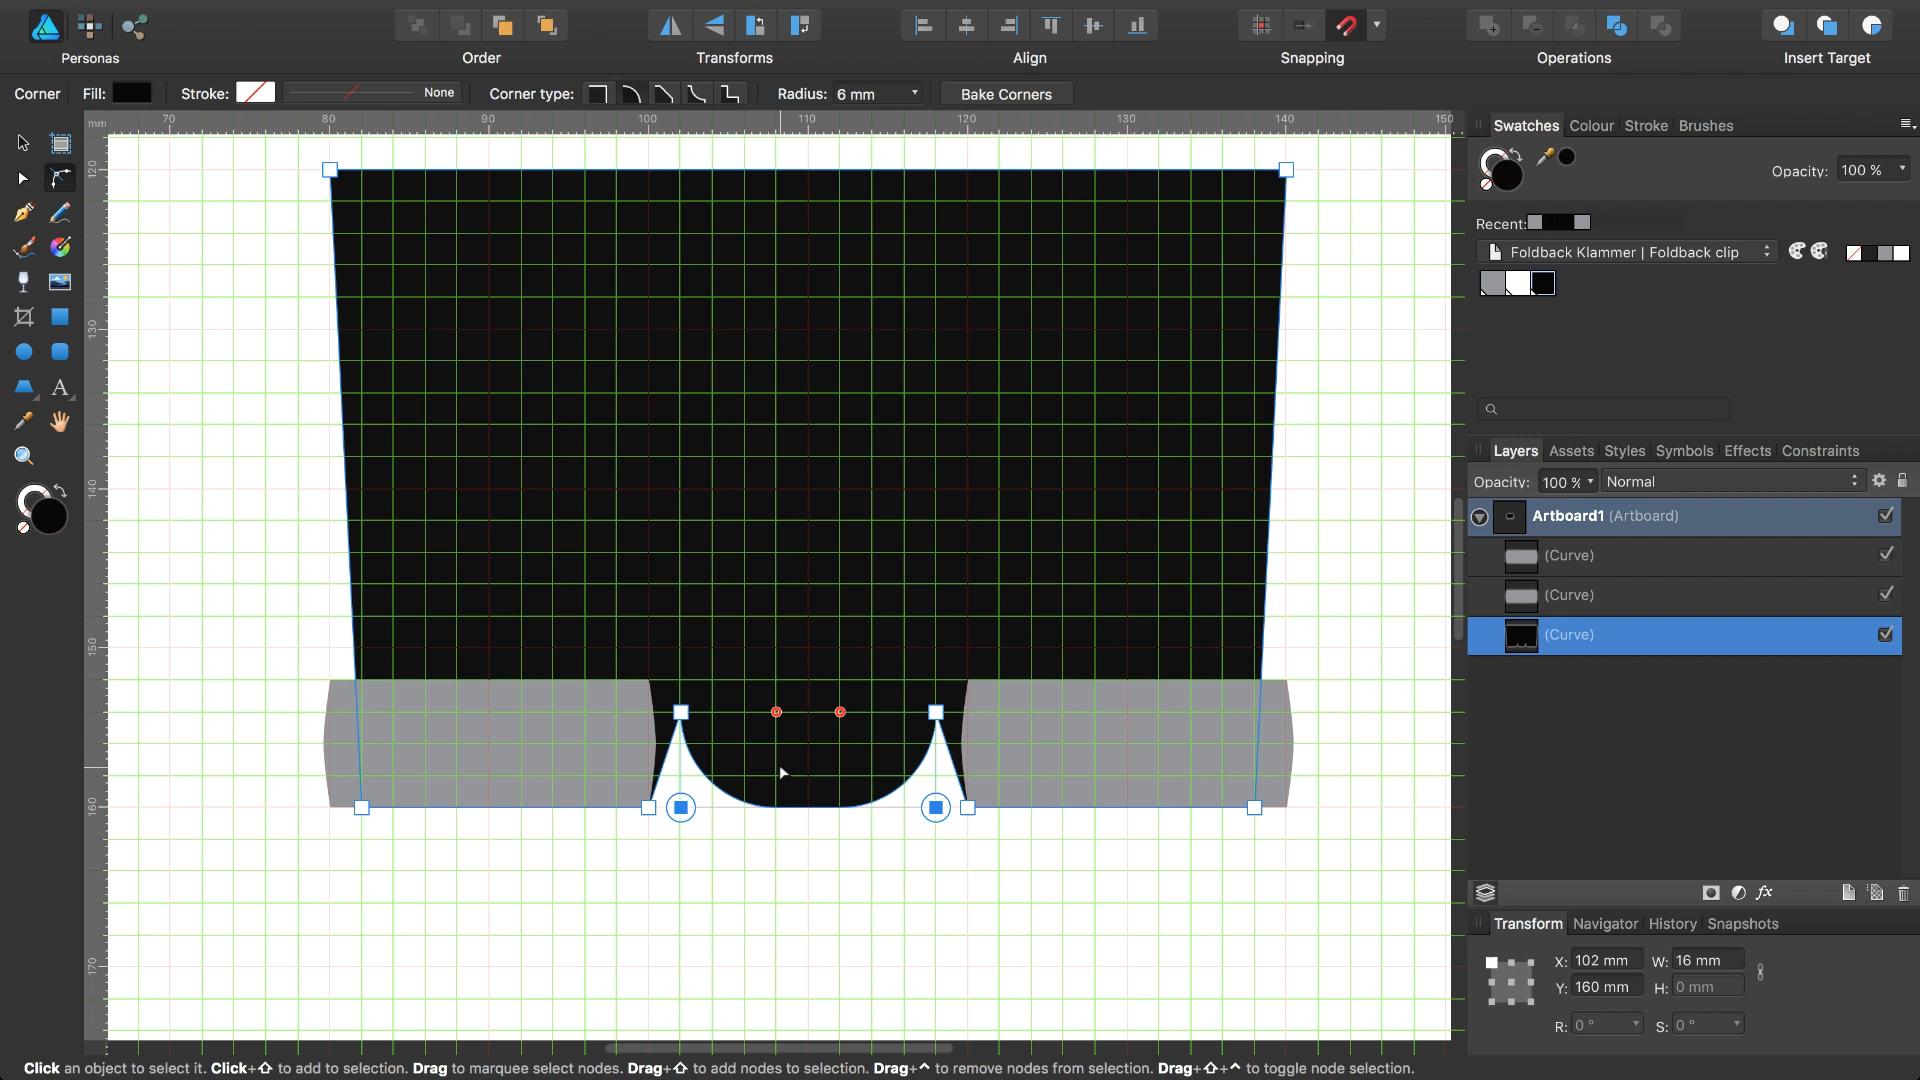 Personas
Order
Transforms
Align
Snapping
Operations
Insert Target
Corner
Fill:
Stroke:
None
Corner type:
Radius: 6 mm
Bake Corners
mm
70
80
90
100
110
120
130
140
150
120
130
140
150
160
170
Swatches Colour Stroke Brushes
Opacity: 100 %
Recent:
Foldback Klammer | Foldback clip
Layers Assets Styles Symbols Effects Constraints
Opacity: 100 % Normal
Artboard1 (Artboard)
(Curve)
(Curve)
(Curve)
fx
Transform Navigator History Snapshots
X: 102 mm W: 16 mm
Y: 160 mm H: 0 mm
R: 0 ° S: 0 °
A
Click an object to select it. Click+⇧ to add to selection. Drag to marquee select nodes. Drag+⇧ to add nodes to selection. Drag+⌃ to remove nodes from selection. Drag+⇧+⌃ to toggle node selection.